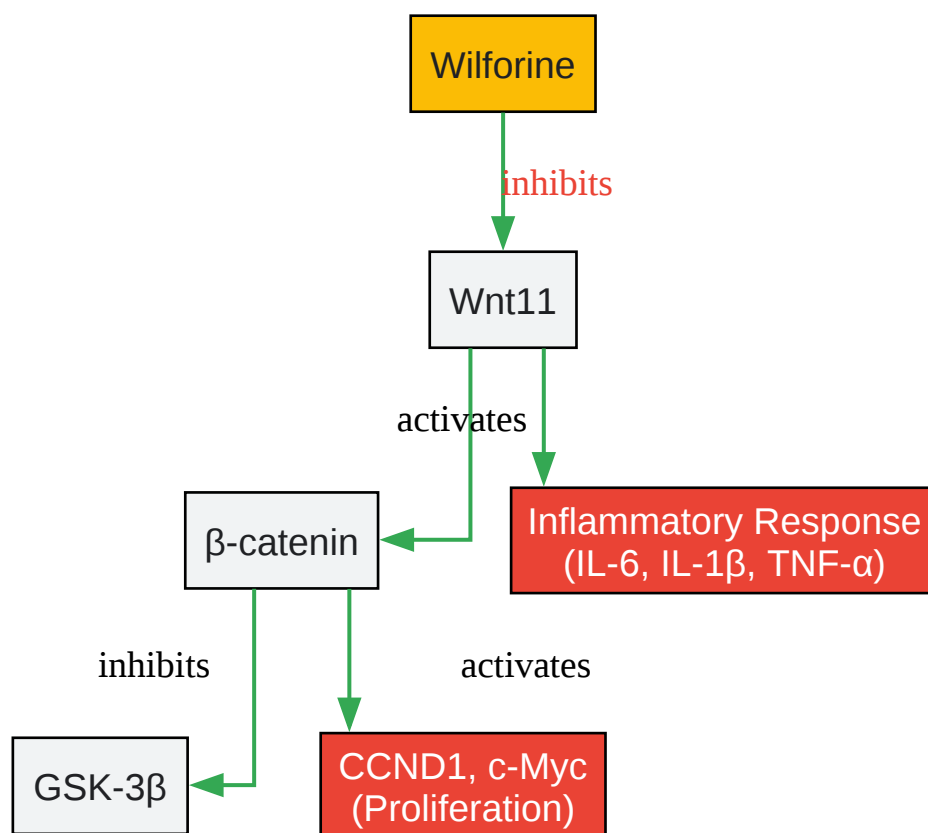 Wilforine
inhibits
Wnt11
activates
β-catenin
Inflammatory Response
(IL-6, IL-1β, TNF-α)
inhibits
activates
GSK-3β
CCND1, c-Myc
(Proliferation)